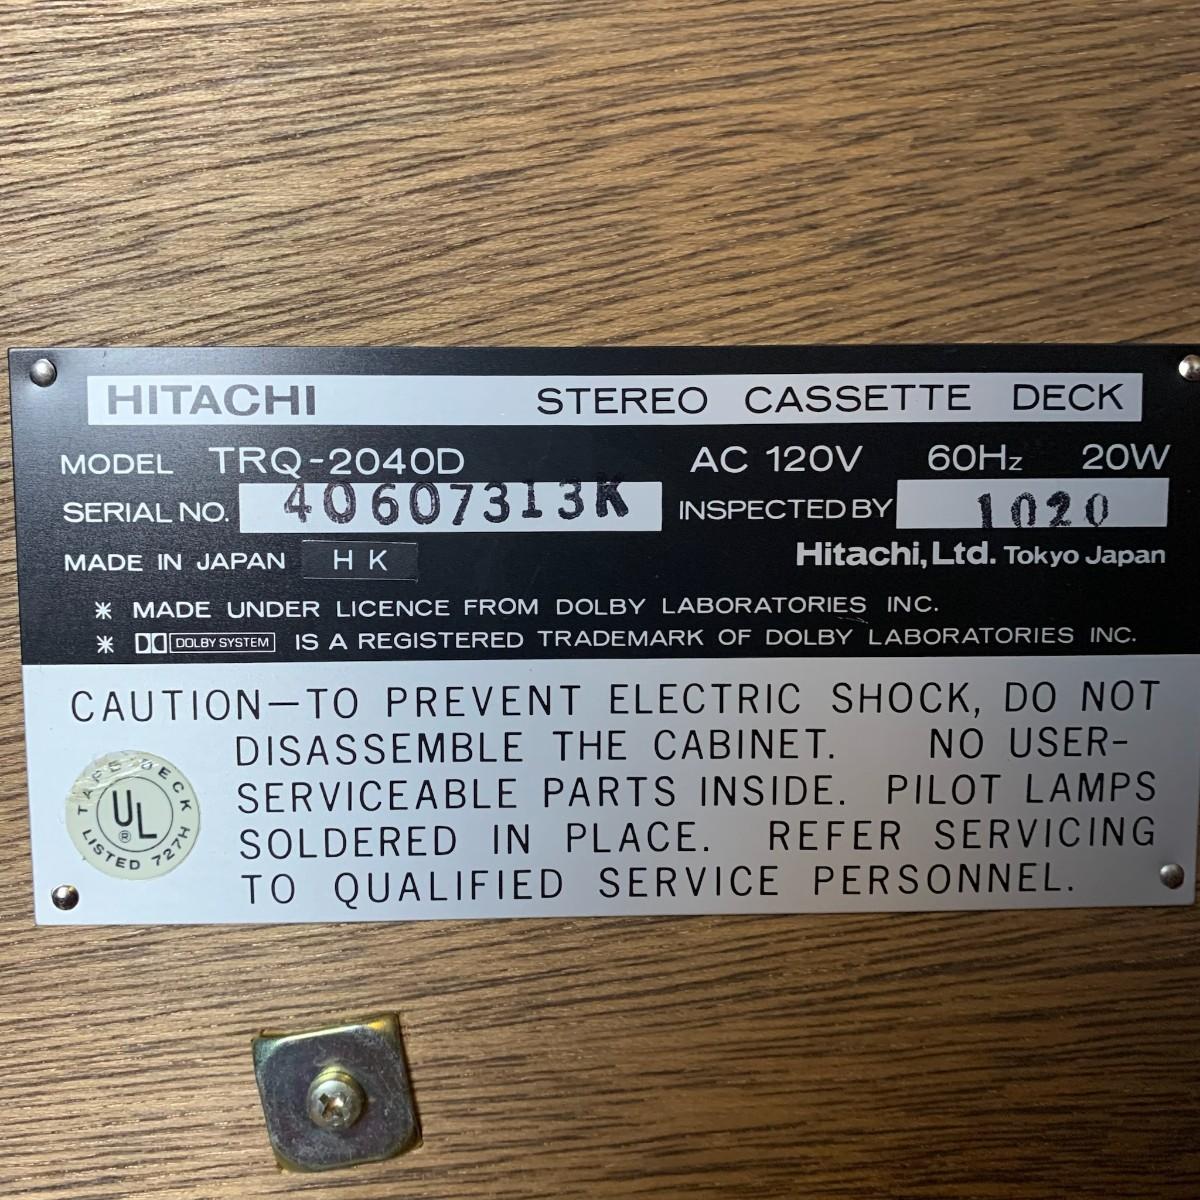 HITACHI STEREO CASSETTE DECK
MODEL TRQ-2040D AC 120V 60Hz 20W
SERIAL NO. 40607313K INSPECTED BY 1020
MADE IN JAPAN HK Hitachi, Ltd. Tokyo Japan
* MADE UNDER LICENCE FROM DOLBY LABORATORIES INC.
* DOLBY SYSTEM IS A REGISTERED TRADEMARK OF DOLBY LABORATORIES INC.
CAUTION—TO PREVENT ELECTRIC SHOCK, DO NOT
DISASSEMBLE THE CABINET. NO USER-
SERVICEABLE PARTS INSIDE. PILOT LAMPS
SOLDERED IN PLACE. REFER SERVICING
TO QUALIFIED SERVICE PERSONNEL.
TAPE DECK
UL ®
LISTED 727H